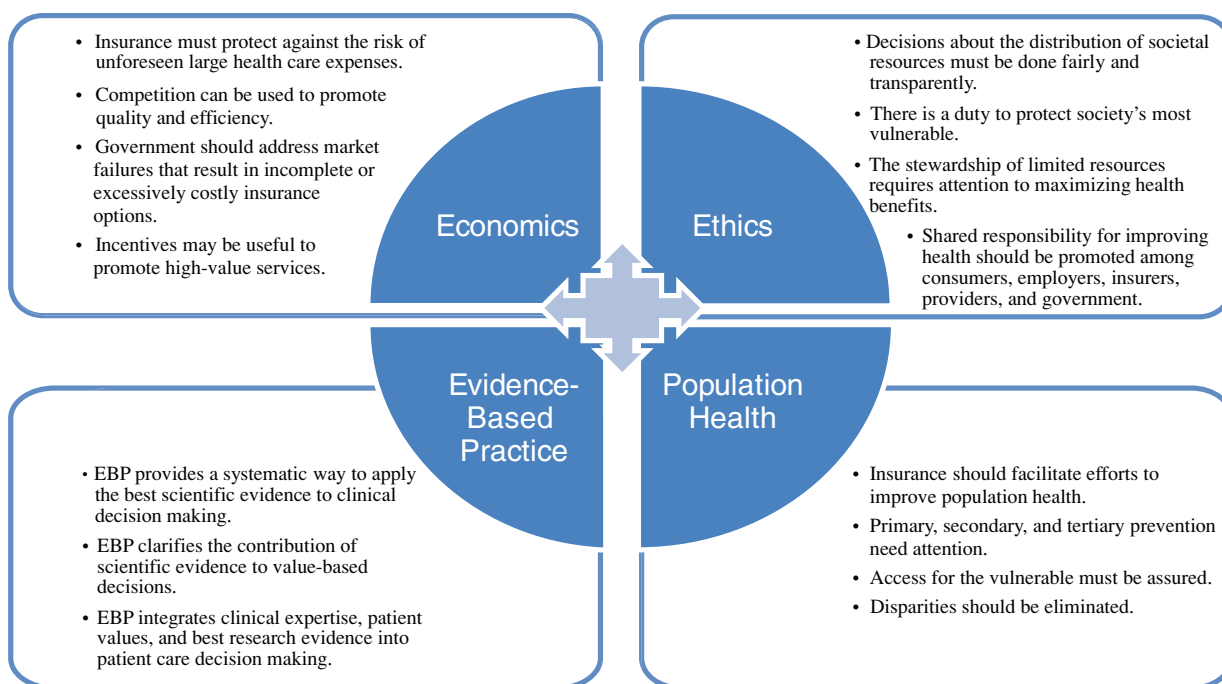 • Insurance must protect against the risk of
unforeseen large health care expenses.
• Competition can be used to promote
quality and efficiency.
• Government should address market
failures that result in incomplete or
excessively costly insurance
options.
• Incentives may be useful to
promote high-value services.
Economics
• Decisions about the distribution of societal
resources must be done fairly and
transparently.
• There is a duty to protect society's most
vulnerable.
• The stewardship of limited resources
requires attention to maximizing health
benefits.
• Shared responsibility for improving
health should be promoted among
consumers, employers, insurers,
providers, and government.
Ethics
Evidence-
Based
Practice
• EBP provides a systematic way to apply
the best scientific evidence to clinical
decision making.
• EBP clarifies the contribution of
scientific evidence to value-based
decisions.
• EBP integrates clinical expertise, patient
values, and best research evidence into
patient care decision making.
Population
Health
• Insurance should facilitate efforts to
improve population health.
• Primary, secondary, and tertiary prevention
need attention.
• Access for the vulnerable must be assured.
• Disparities should be eliminated.